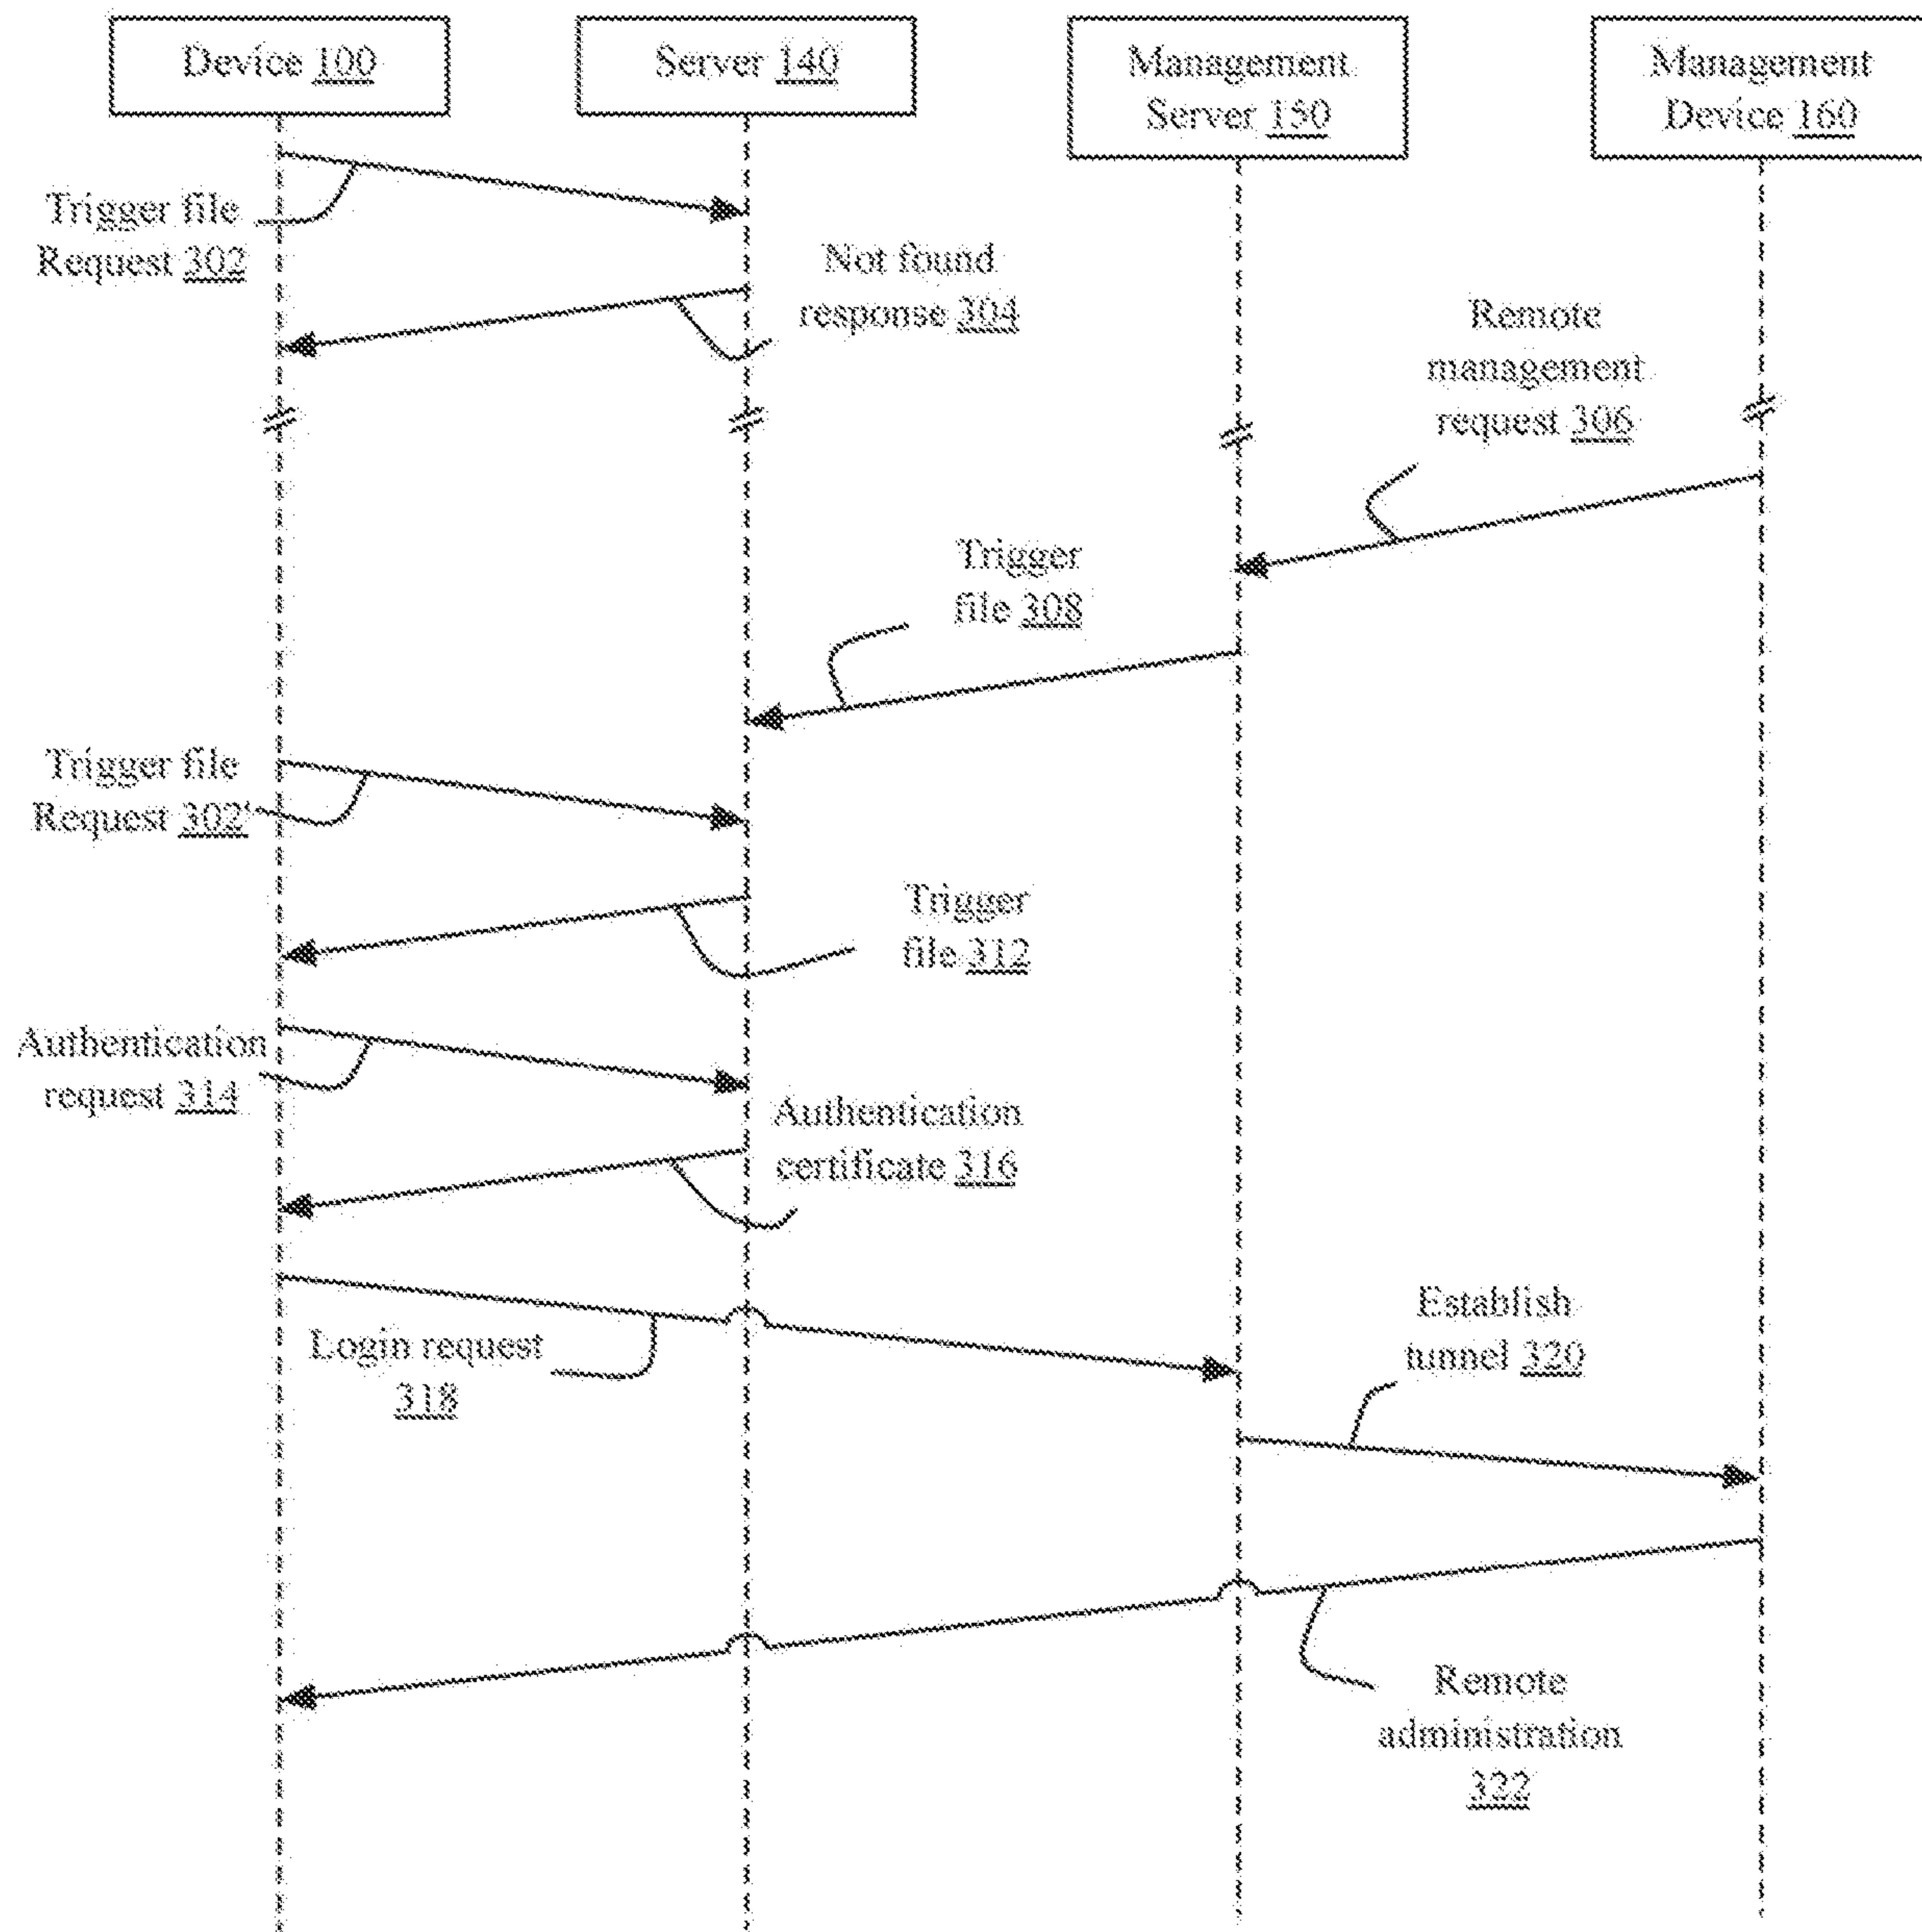 Device 100
Server 140
Management
Server 150
Management
Device 160
Trigger file
Request 302
Not found
response 304
Remote
management
request 306
Trigger
file 308
Trigger file
Request 302'
Trigger
file 312
Authentication
request 314
Authentication
certificate 316
Login request
318
Establish
tunnel 320
Remote
administration
322